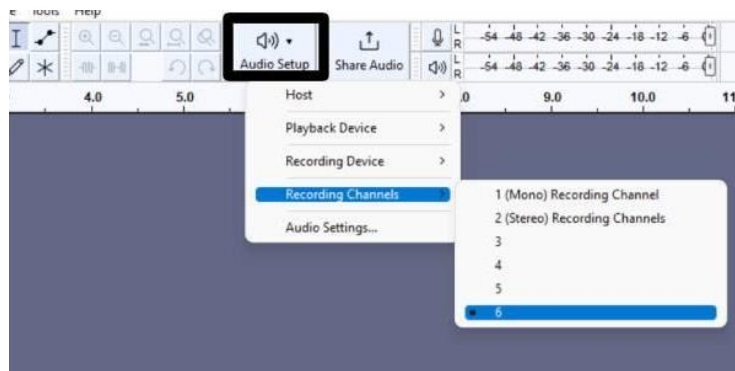 Tools Help
L
R -54 -48 -42 -36 -30 -24 -18 -12 -6
Audio Setup Share Audio
L
R -54 -48 -42 -36 -30 -24 -18 -12 -6
4.0 5.0 9.0 10.0 11
Host
Playback Device
Recording Device
Recording Channels
Audio Settings...
1 (Mono) Recording Channel
2 (Stereo) Recording Channels
3
4
5
6